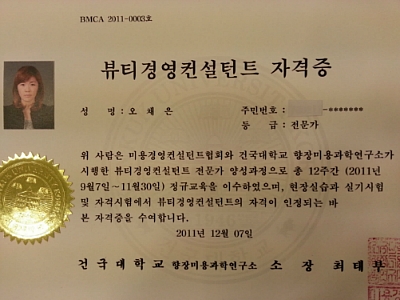 BMCA 2011-0003호
뷰티경영컨설턴트 자격증
성 명:오채은 주민번호: -*******
등 급:전문가
위 사람은 미용경영컨설턴트협회와 건국대학교 향장미용과학연구소가
시행한 뷰티경영컨설턴트 전문가 양성과정으로 총 12주간 (2011년
9월7일~11월30일) 정규교육을 이수하였으며, 현장실습과 실기시험
및 자격시험에서 뷰티경영컨설턴트의 자격이 인정되는 바
본 자격증을 수여합니다.
2011년 12월 07일
건국대학교 향장미용과학연구소 소 장 최태부